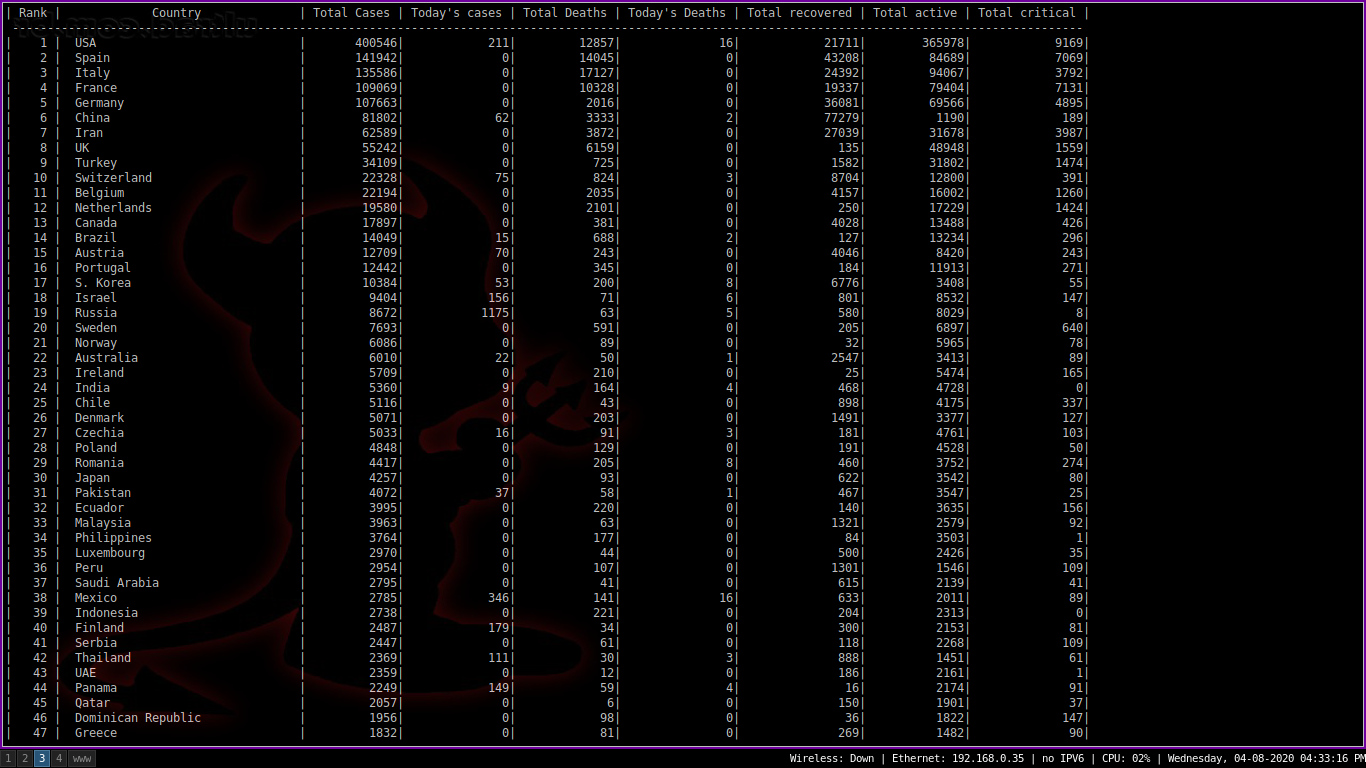 | Rank | Country | Total Cases | Today's cases | Total Deaths | Today's Deaths | Total recovered | Total active | Total critical |
---------------------------------------------------------------------------------------------------------------------------------------------------------
| 1 | USA | 400546| 211| 12857| 16| 21711| 365978| 9169|
| 2 | Spain | 141942| 0| 14045| 0| 43208| 84689| 7069|
| 3 | Italy | 135586| 0| 17127| 0| 24392| 94067| 3792|
| 4 | France | 109069| 0| 10328| 0| 19337| 79404| 7131|
| 5 | Germany | 107663| 0| 2016| 0| 36081| 69566| 4895|
| 6 | China | 81802| 62| 3333| 2| 77279| 1190| 189|
| 7 | Iran | 62589| 0| 3872| 0| 27039| 31678| 3987|
| 8 | UK | 55242| 0| 6159| 0| 135| 48948| 1559|
| 9 | Turkey | 34109| 0| 725| 0| 1582| 31802| 1474|
| 10 | Switzerland | 22328| 75| 824| 3| 8704| 12800| 391|
| 11 | Belgium | 22194| 0| 2035| 0| 4157| 16002| 1260|
| 12 | Netherlands | 19580| 0| 2101| 0| 250| 17229| 1424|
| 13 | Canada | 17897| 0| 381| 0| 4028| 13488| 426|
| 14 | Brazil | 14049| 15| 688| 2| 127| 13234| 296|
| 15 | Austria | 12709| 70| 243| 0| 4046| 8420| 243|
| 16 | Portugal | 12442| 0| 345| 0| 184| 11913| 271|
| 17 | S. Korea | 10384| 53| 200| 8| 6776| 3408| 55|
| 18 | Israel | 9404| 156| 71| 6| 801| 8532| 147|
| 19 | Russia | 8672| 1175| 63| 5| 580| 8029| 8|
| 20 | Sweden | 7693| 0| 591| 0| 205| 6897| 640|
| 21 | Norway | 6086| 0| 89| 0| 32| 5965| 78|
| 22 | Australia | 6010| 22| 50| 1| 2547| 3413| 89|
| 23 | Ireland | 5709| 0| 210| 0| 25| 5474| 165|
| 24 | India | 5360| 9| 164| 4| 468| 4728| 0|
| 25 | Chile | 5116| 0| 43| 0| 898| 4175| 337|
| 26 | Denmark | 5071| 0| 203| 0| 1491| 3377| 127|
| 27 | Czechia | 5033| 16| 91| 3| 181| 4761| 103|
| 28 | Poland | 4848| 0| 129| 0| 191| 4528| 50|
| 29 | Romania | 4417| 0| 205| 8| 460| 3752| 274|
| 30 | Japan | 4257| 0| 93| 0| 622| 3542| 80|
| 31 | Pakistan | 4072| 37| 58| 1| 467| 3547| 25|
| 32 | Ecuador | 3995| 0| 220| 0| 140| 3635| 156|
| 33 | Malaysia | 3963| 0| 63| 0| 1321| 2579| 92|
| 34 | Philippines | 3764| 0| 177| 0| 84| 3503| 1|
| 35 | Luxembourg | 2970| 0| 44| 0| 500| 2426| 35|
| 36 | Peru | 2954| 0| 107| 0| 1301| 1546| 109|
| 37 | Saudi Arabia | 2795| 0| 41| 0| 615| 2139| 41|
| 38 | Mexico | 2785| 346| 141| 16| 633| 2011| 89|
| 39 | Indonesia | 2738| 0| 221| 0| 204| 2313| 0|
| 40 | Finland | 2487| 179| 34| 0| 300| 2153| 81|
| 41 | Serbia | 2447| 0| 61| 0| 118| 2268| 109|
| 42 | Thailand | 2369| 111| 30| 3| 888| 1451| 61|
| 43 | UAE | 2359| 0| 12| 0| 186| 2161| 1|
| 44 | Panama | 2249| 149| 59| 4| 16| 2174| 91|
| 45 | Qatar | 2057| 0| 6| 0| 150| 1901| 37|
| 46 | Dominican Republic | 1956| 0| 98| 0| 36| 1822| 147|
| 47 | Greece | 1832| 0| 81| 0| 269| 1482| 90|
1 2 3 4 www Wireless: Down | Ethernet: 192.168.0.35 | no IPV6 | CPU: 02% | Wednesday, 04-08-2020 04:33:16 PM